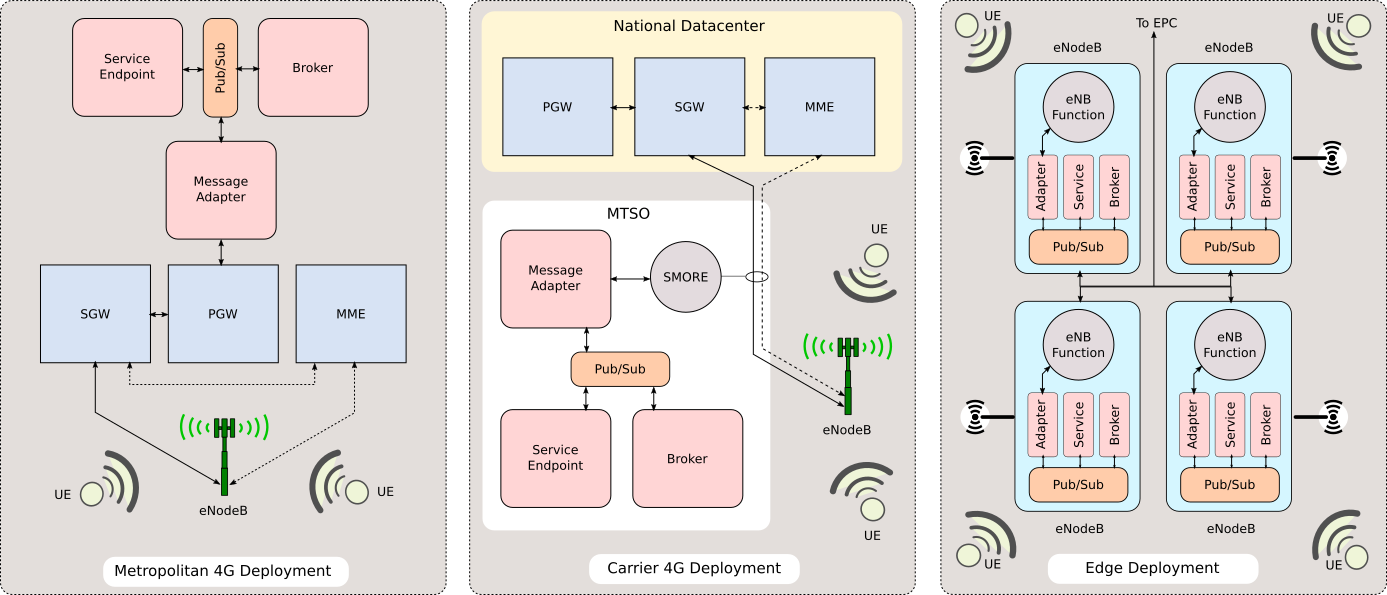 Service
Endpoint
Pub/Sub
Broker
Message
Adapter
SGW
PGW
MME
UE
UE
eNodeB
Metropolitan 4G Deployment
National Datacenter
PGW
SGW
MME
MTSO
Message
Adapter
SMORE
UE
Pub/Sub
eNodeB
Service
Endpoint
Broker
UE
Carrier 4G Deployment
UE
To EPC
UE
eNodeB
eNodeB
eNB
Function
Adapter
Service
Broker
Pub/Sub
eNB
Function
Adapter
Service
Broker
Pub/Sub
eNB
Function
Adapter
Service
Broker
Pub/Sub
eNB
Function
Adapter
Service
Broker
Pub/Sub
eNodeB
eNodeB
UE
UE
Edge Deployment